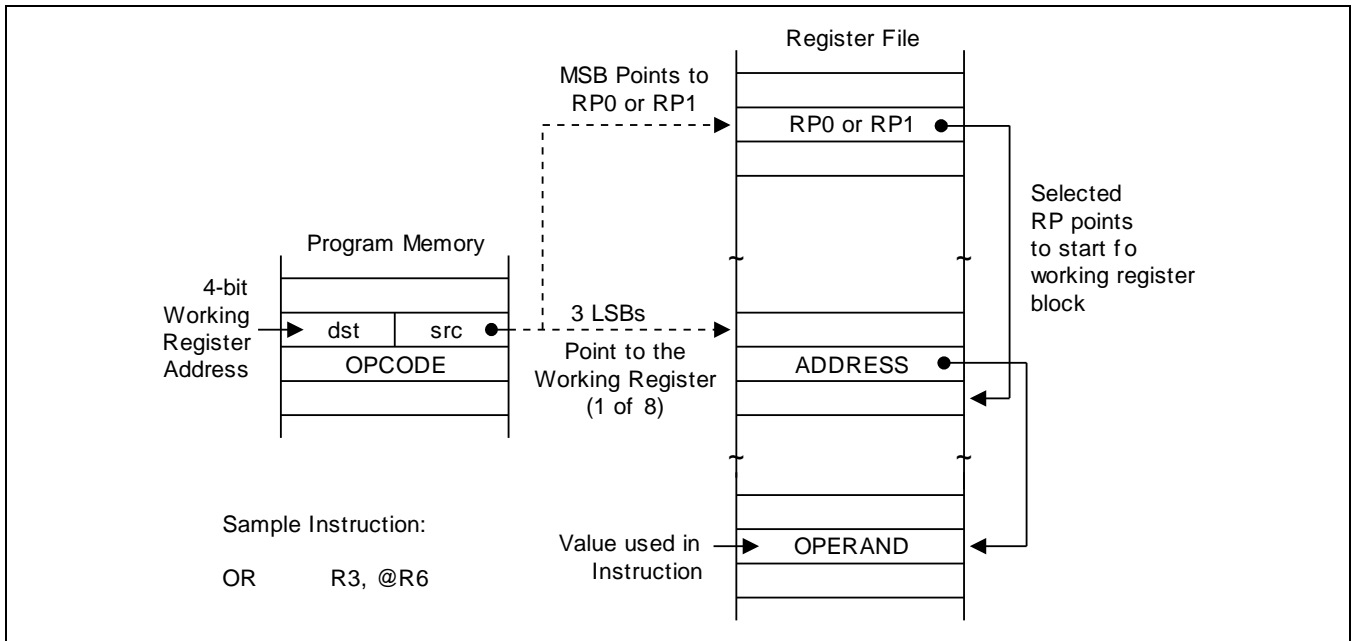 Register File
MSB Points to
RP0 or RP1
RP0 or RP1
Selected
RP points
to start fo
working register
block
Program Memory
4-bit
Working
Register
Address
dst src
OPCODE
3 LSBs
Point to the
Working Register
(1 of 8)
ADDRESS
~ ~
~ ~
Sample Instruction:
OR R3, @R6
Value used in
Instruction
OPERAND